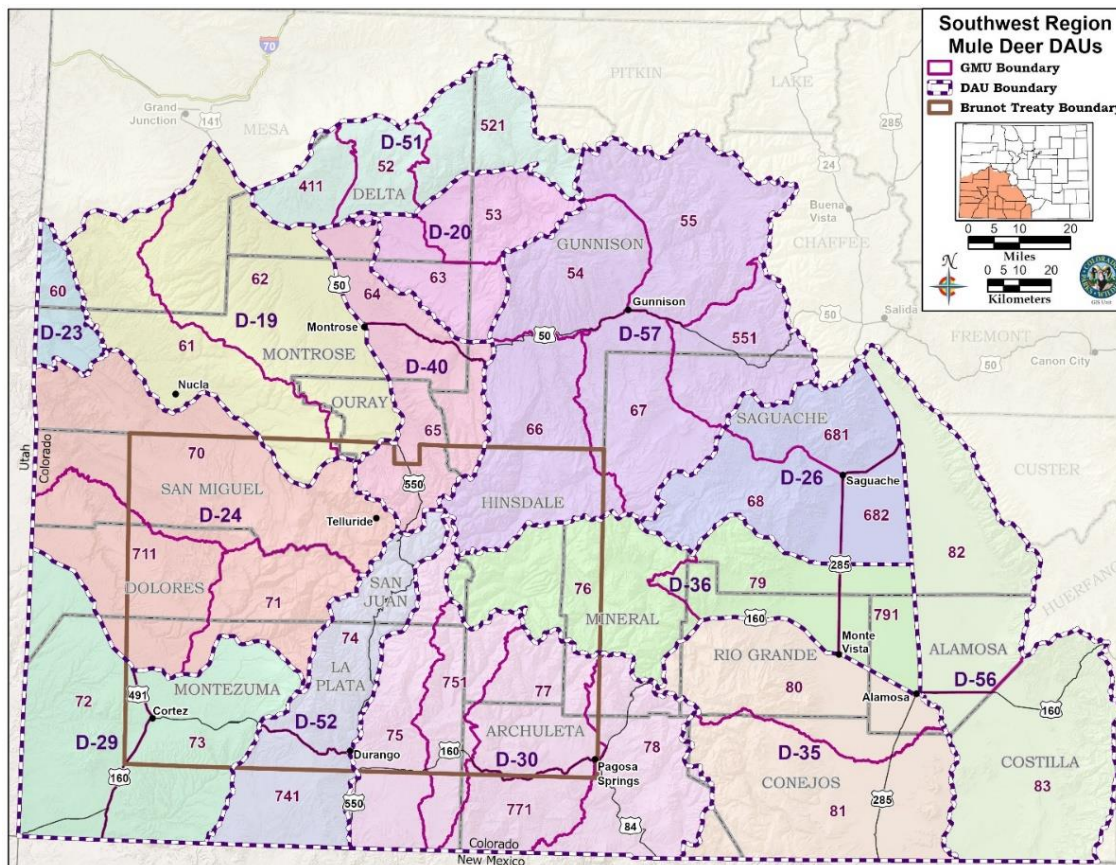 Southwest Region
Mule Deer DAUs
GMU Boundary
DAU Boundary
Brunot Treaty Boundary
0 5 10 20
Miles
0 5 10 20
Kilometers
N
COLORADO
GIS Unit
70
PITKIN
LAKE
285
Grand
Junction
141
MESA
24
521
D-51
52
411
DELTA
Buena
Vista
53
55
CHAFFEE
D-20
GUNNISON
62
63
54
60
64
50
Gunnison
50
Salida
D-23
D-19
Montrose
50
D-57
551
FREMONT
61
MONTROSE
D-40
50
Canon City
Nucla
OURAY
67
SAGUACHE
65
66
681
70
Saguache
CUSTER
Utah
Colorado
SAN MIGUEL
550
HINSDALE
68
D-26
682
D-24
Telluride
82
711
285
DOLORES
SAN
JUAN
76
D-36
79
HUERFANO
71
MINERAL
160
791
74
Monte
Vista
ALAMOSA
LA
PLATA
RIO GRANDE
D-56
751
77
80
Alamosa
491
MONTEZUMA
160
72
Cortez
D-52
ARCHULETA
75
78
COSTILLA
D-29
73
Durango
160
D-30
Pagosa
Springs
D-35
83
160
CONEJOS
741
550
771
84
81
285
Colorado
New Mexico